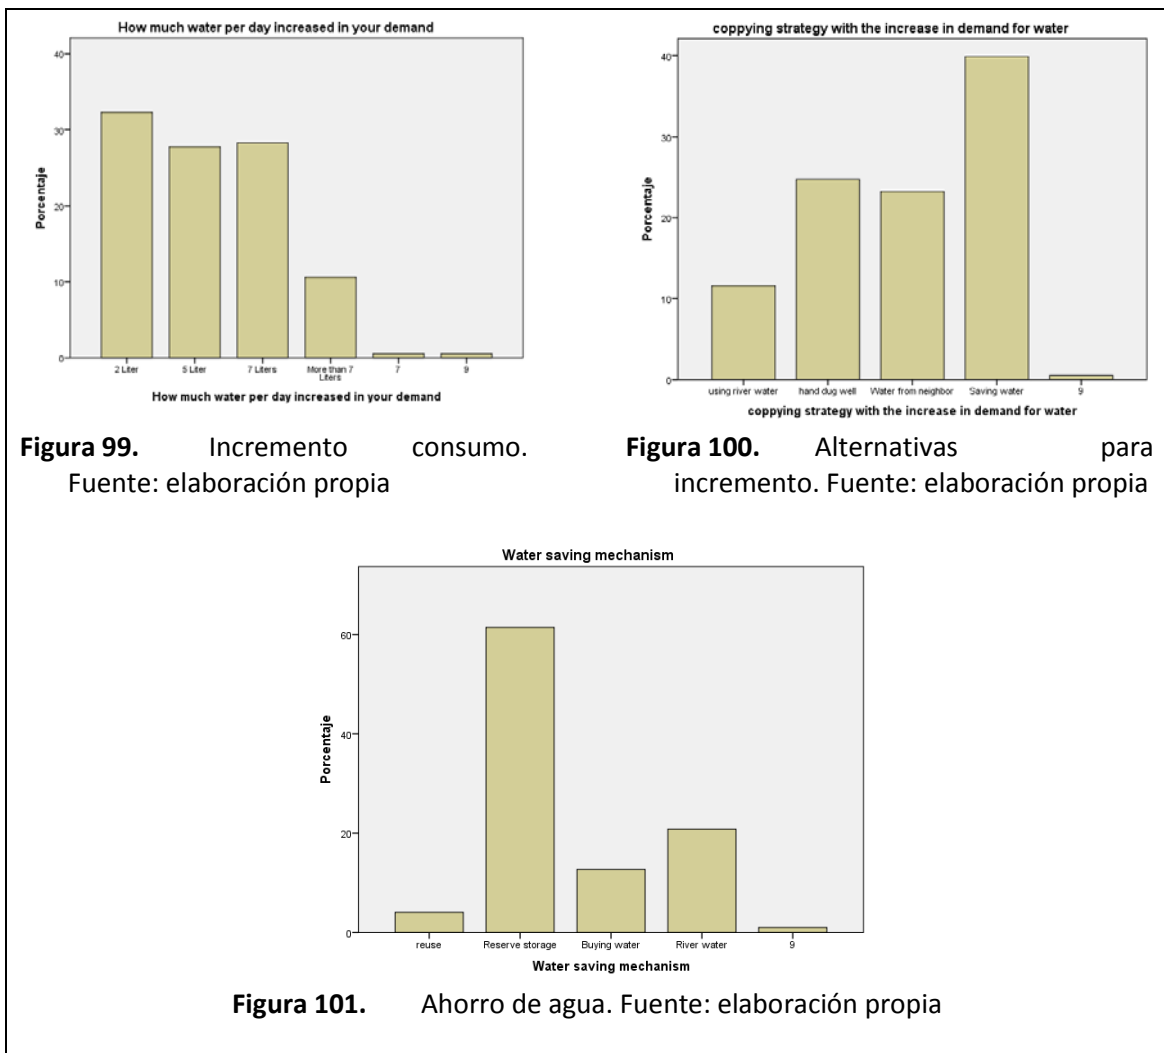 How much water per day increased in your demand
40
30
20
10
0
Porcentaje
2 Liter
5 Liter
7 Liters
More than 7
Liters
7
9
How much water per day increased in your demand
coppying strategy with the increase in demand for water
40
30
20
10
0
Porcentaje
using river water
hand dug well
Water from neighbor
Saving water
9
coppying strategy with the increase in demand for water
Figura 99. Incremento consumo.
Fuente: elaboración propia
Figura 100. Alternativas para
incremento. Fuente: elaboración propia
Water saving mechanism
60
40
20
0
Porcentaje
reuse
Reserve storage
Buying water
River water
9
Water saving mechanism
Figura 101. Ahorro de agua. Fuente: elaboración propia